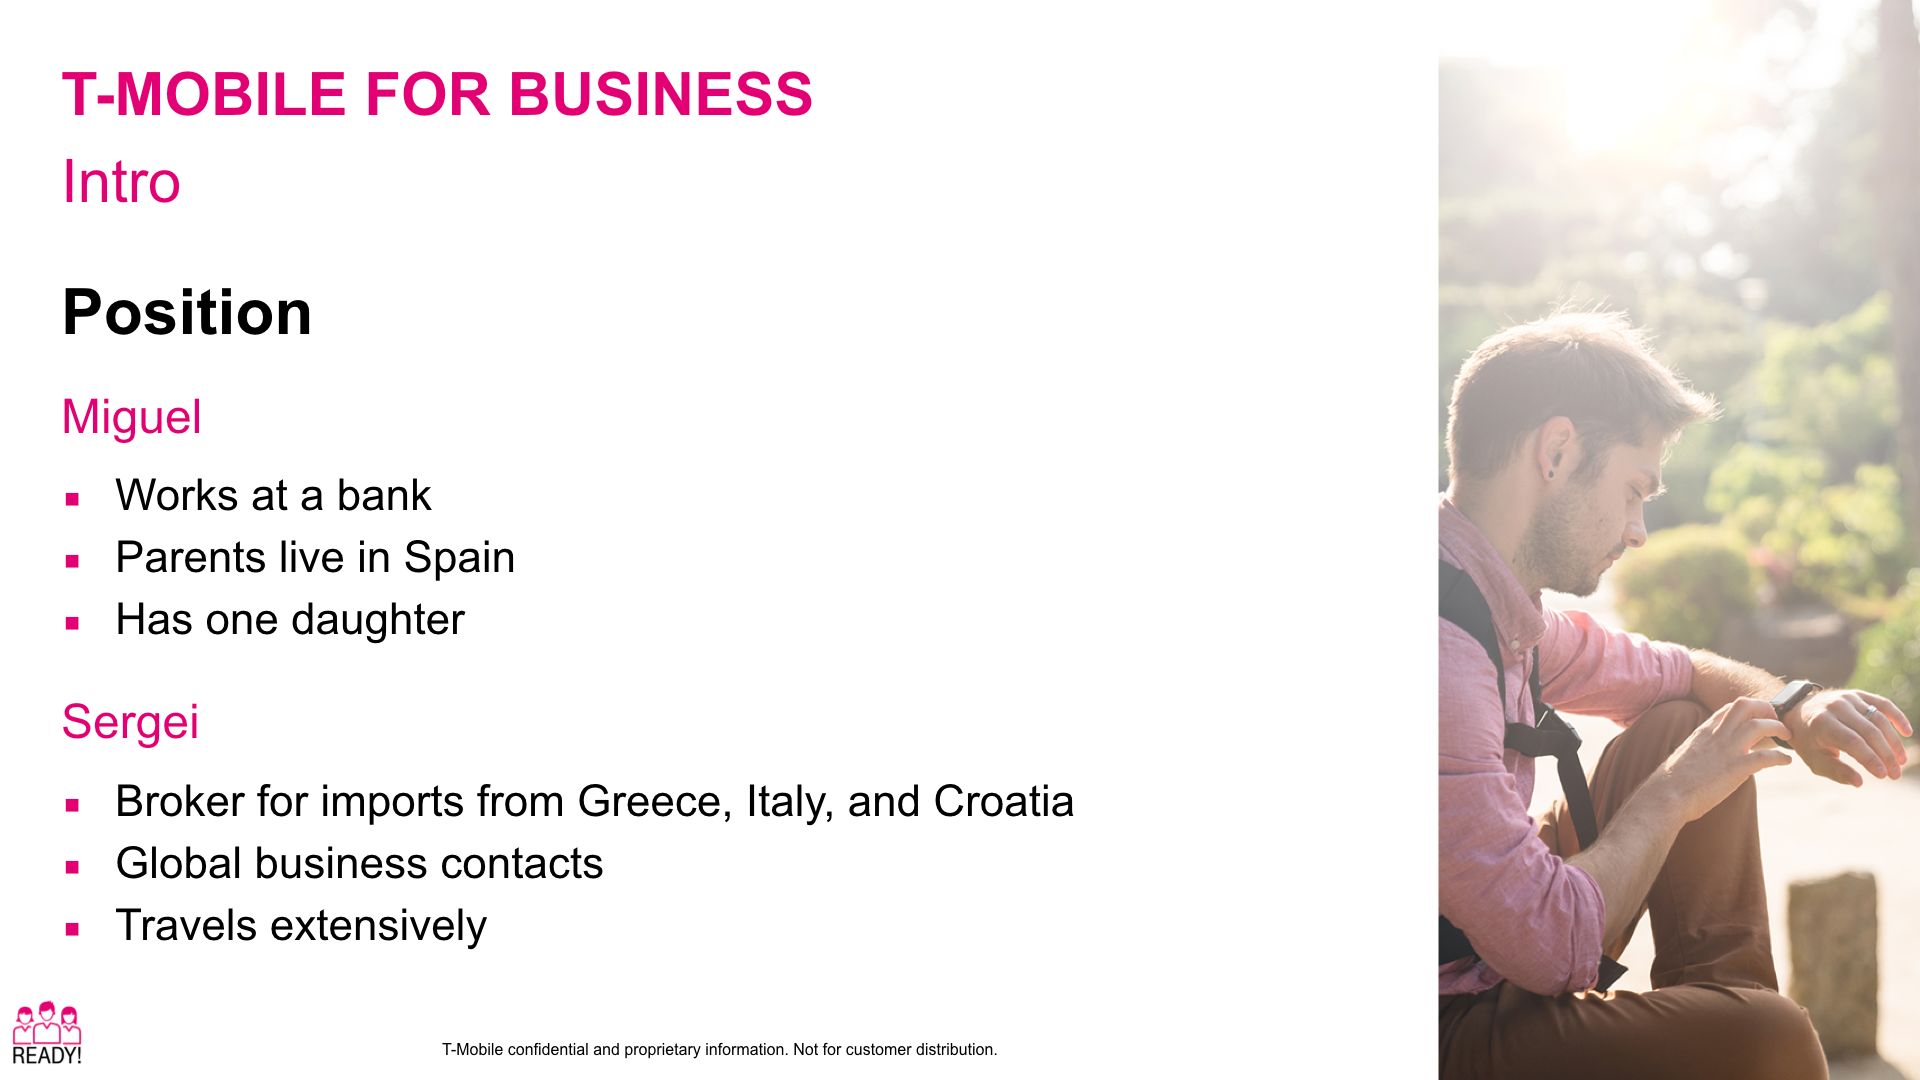 T-MOBILE FOR BUSINESS
Intro
Position
Miguel
▪ Works at a bank
▪ Parents live in Spain
▪ Has one daughter
Sergei
▪ Broker for imports from Greece, Italy, and Croatia
▪ Global business contacts
▪ Travels extensively
READY!
T-Mobile confidential and proprietary information. Not for customer distribution.